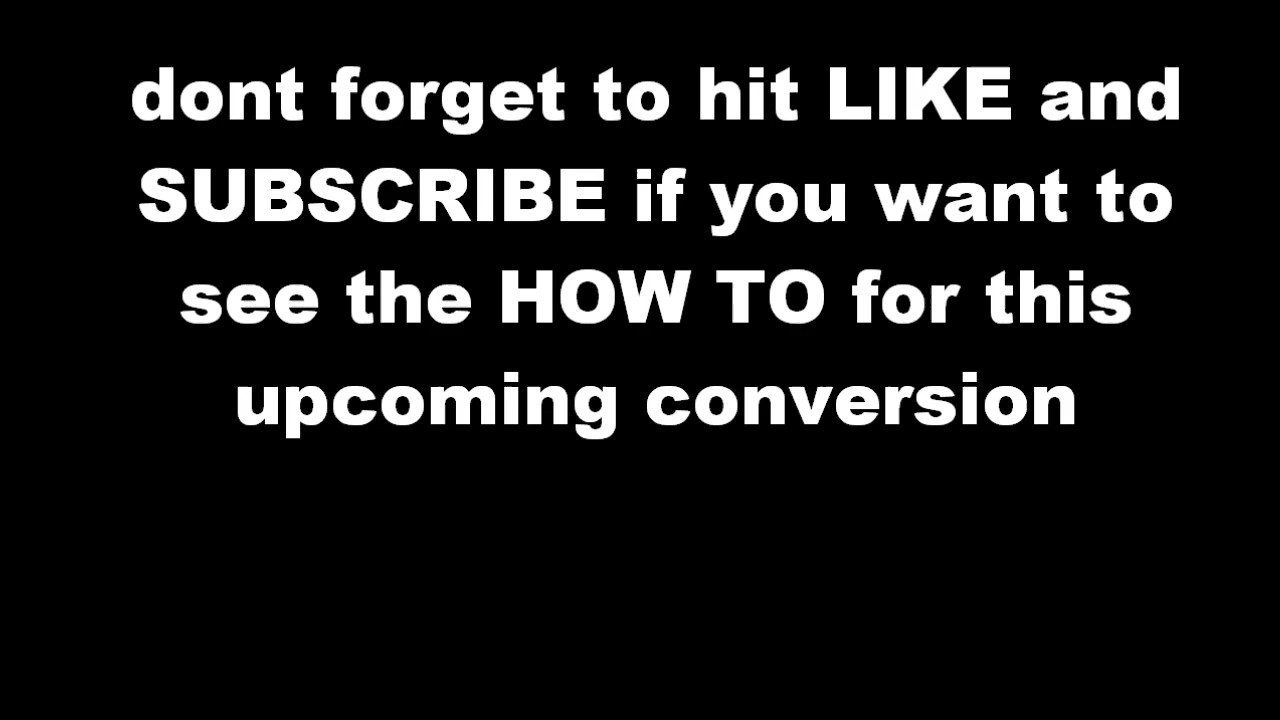 dont forget to hit LIKE and
SUBSCRIBE if you want to
see the HOW TO for this
upcoming conversion